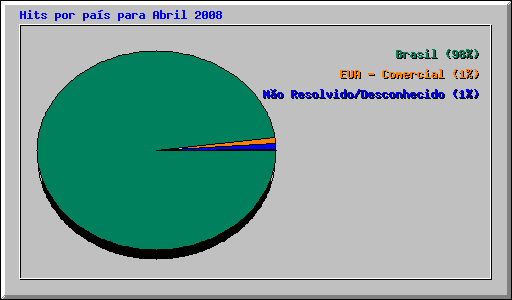 Hits por país para Abril 2008
Brasil (98%)
EUA - Comercial (1%)
Não Resolvido/Desconhecido (1%)